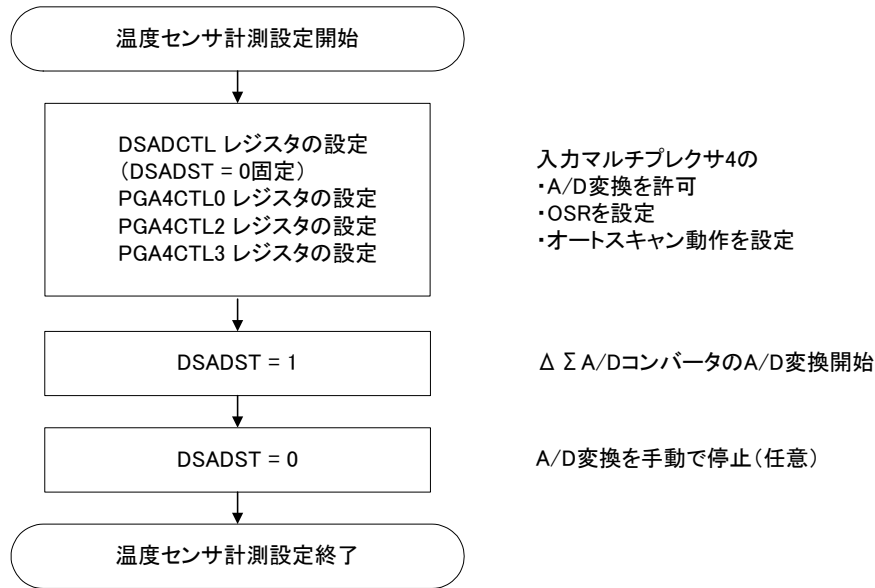 温度センサ計測設定開始
DSADCTL レジスタの設定
（DSADST = 0固定）
PGA4CTL0 レジスタの設定
PGA4CTL2 レジスタの設定
PGA4CTL3 レジスタの設定
入力マルチプレクサ4の
・A/D変換を許可
・OSRを設定
・オートスキャン動作を設定
DSADST = 1
Δ Σ A/DコンバータのA/D変換開始
DSADST = 0
A/D変換を手動で停止（任意）
温度センサ計測設定終了